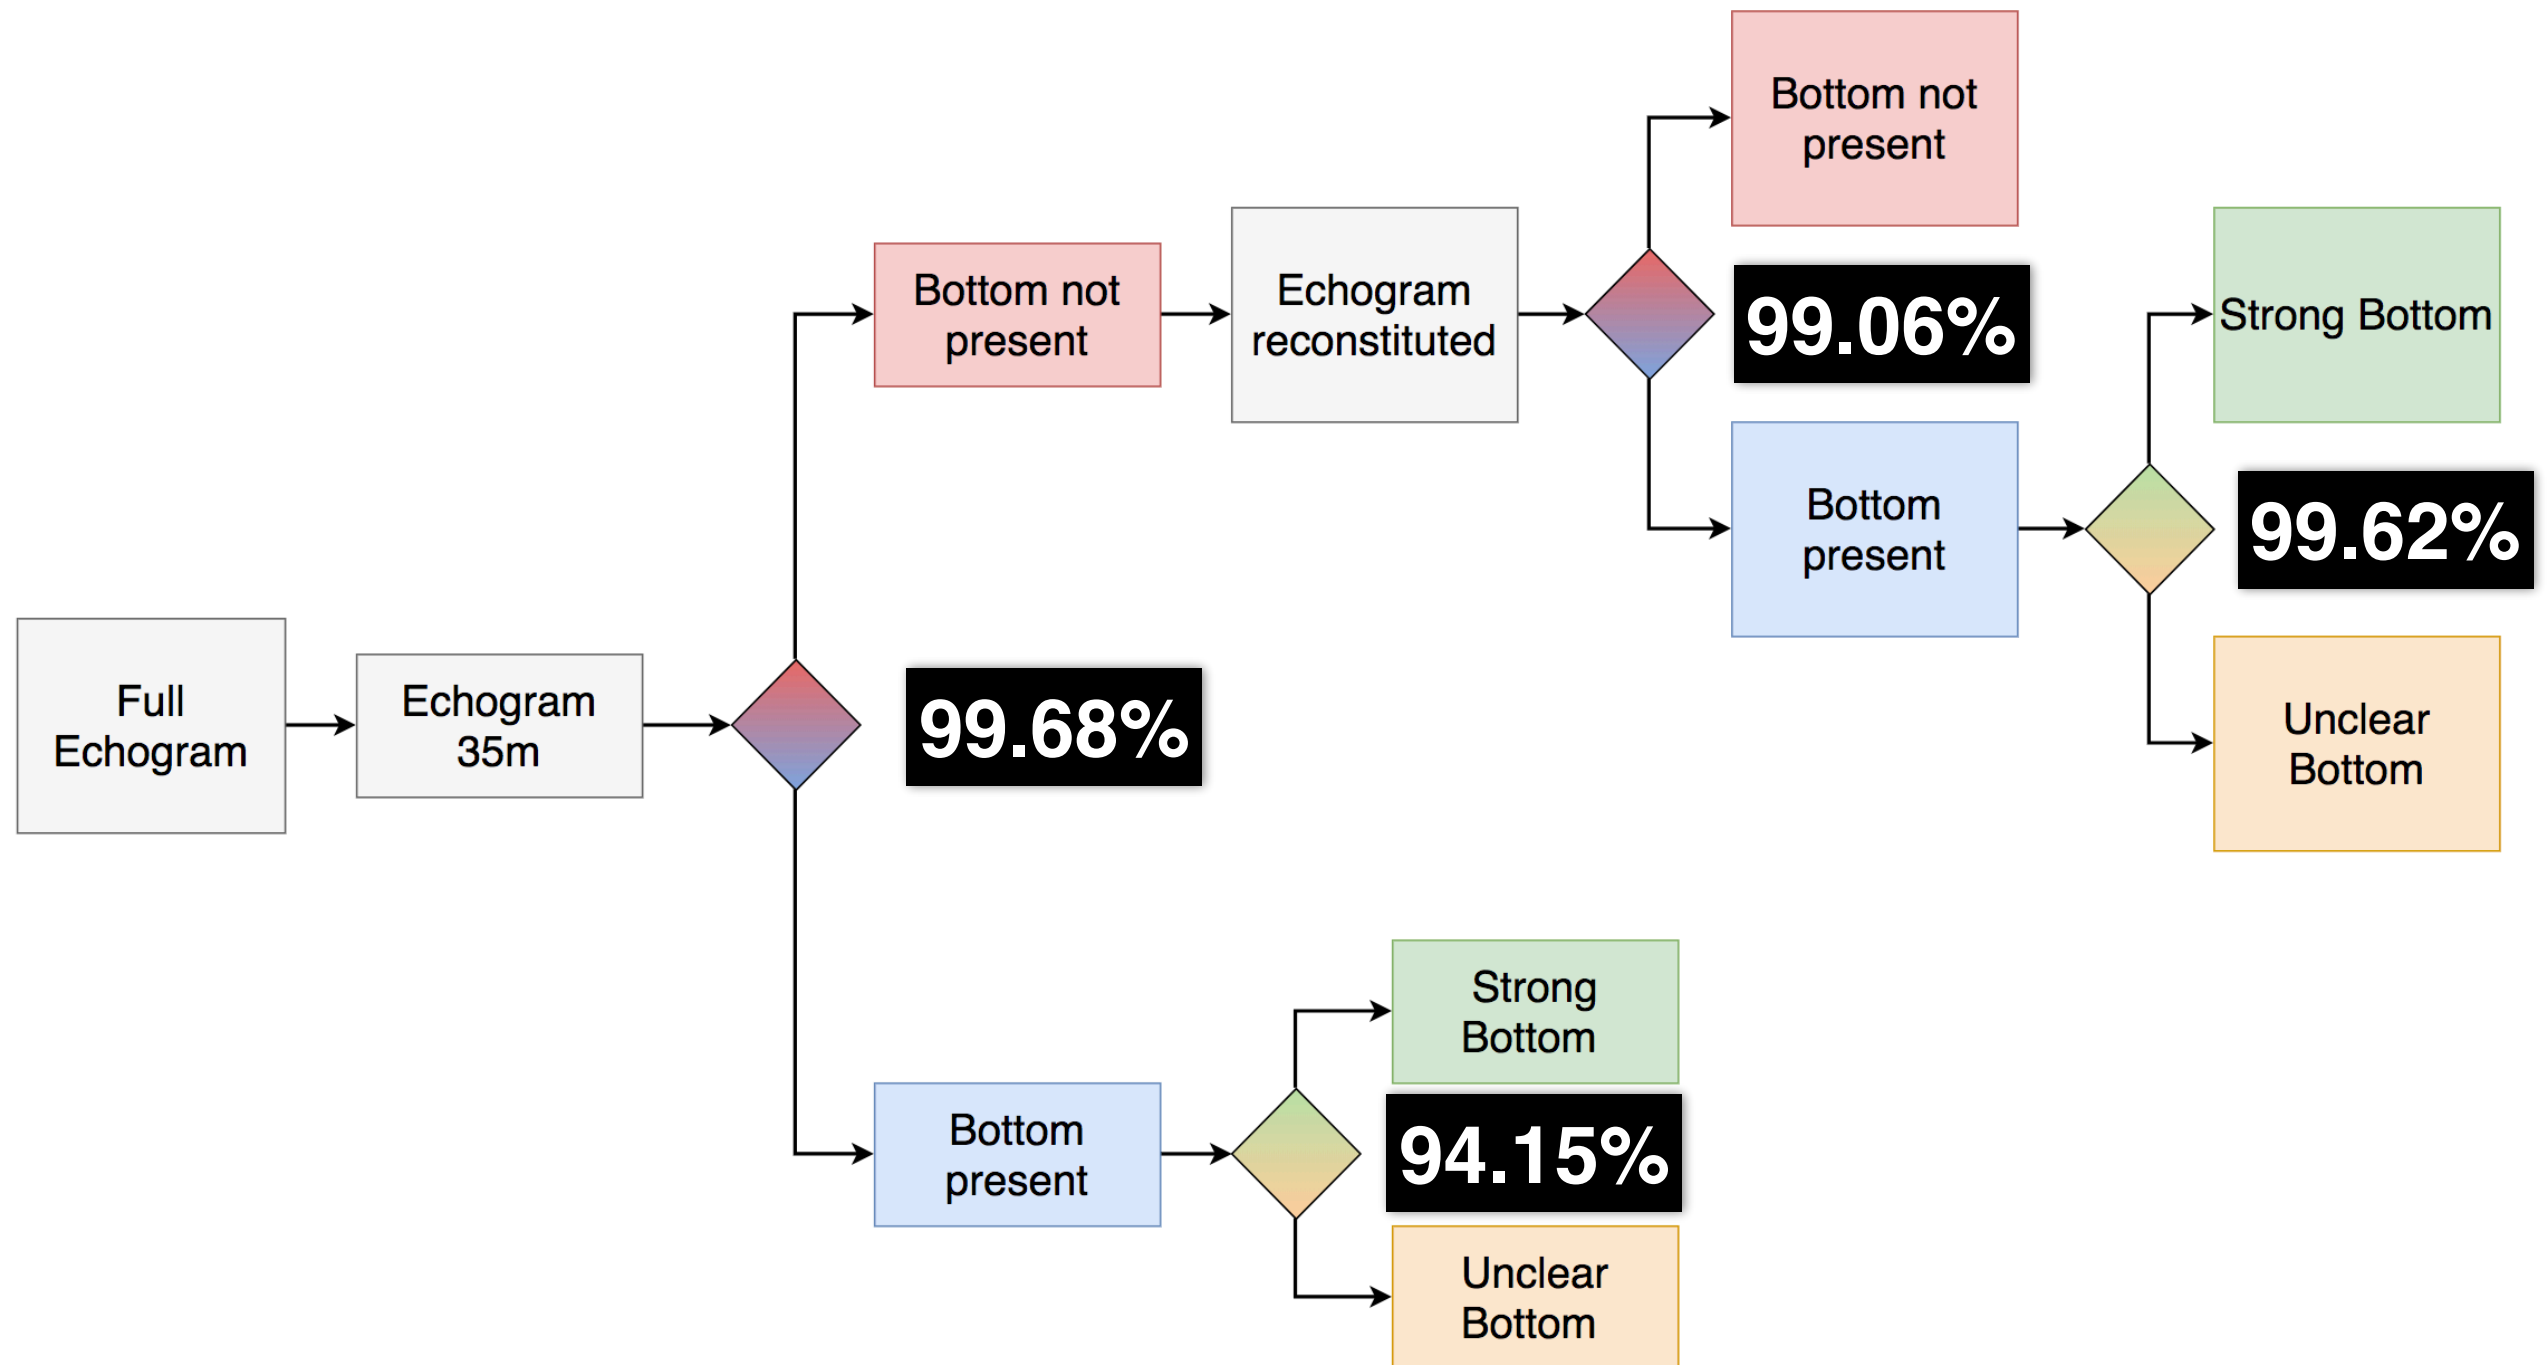 Full
Echogram
Echogram
35m
99.68%
Bottom not
present
Echogram
reconstituted
Bottom not
present
99.06%
Bottom
present
Strong Bottom
99.62%
Unclear
Bottom
Bottom
present
Strong
Bottom
94.15%
Unclear
Bottom